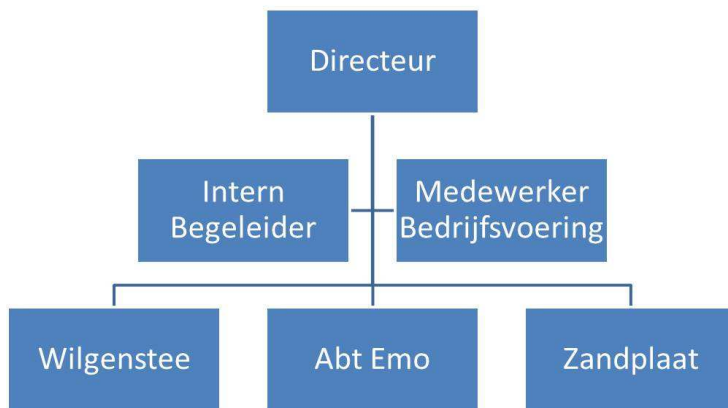 Directeur
Intern
Begeleider
Medewerker
Bedrijfsvoering
Wilgenstee
Abt Emo
Zandplaat